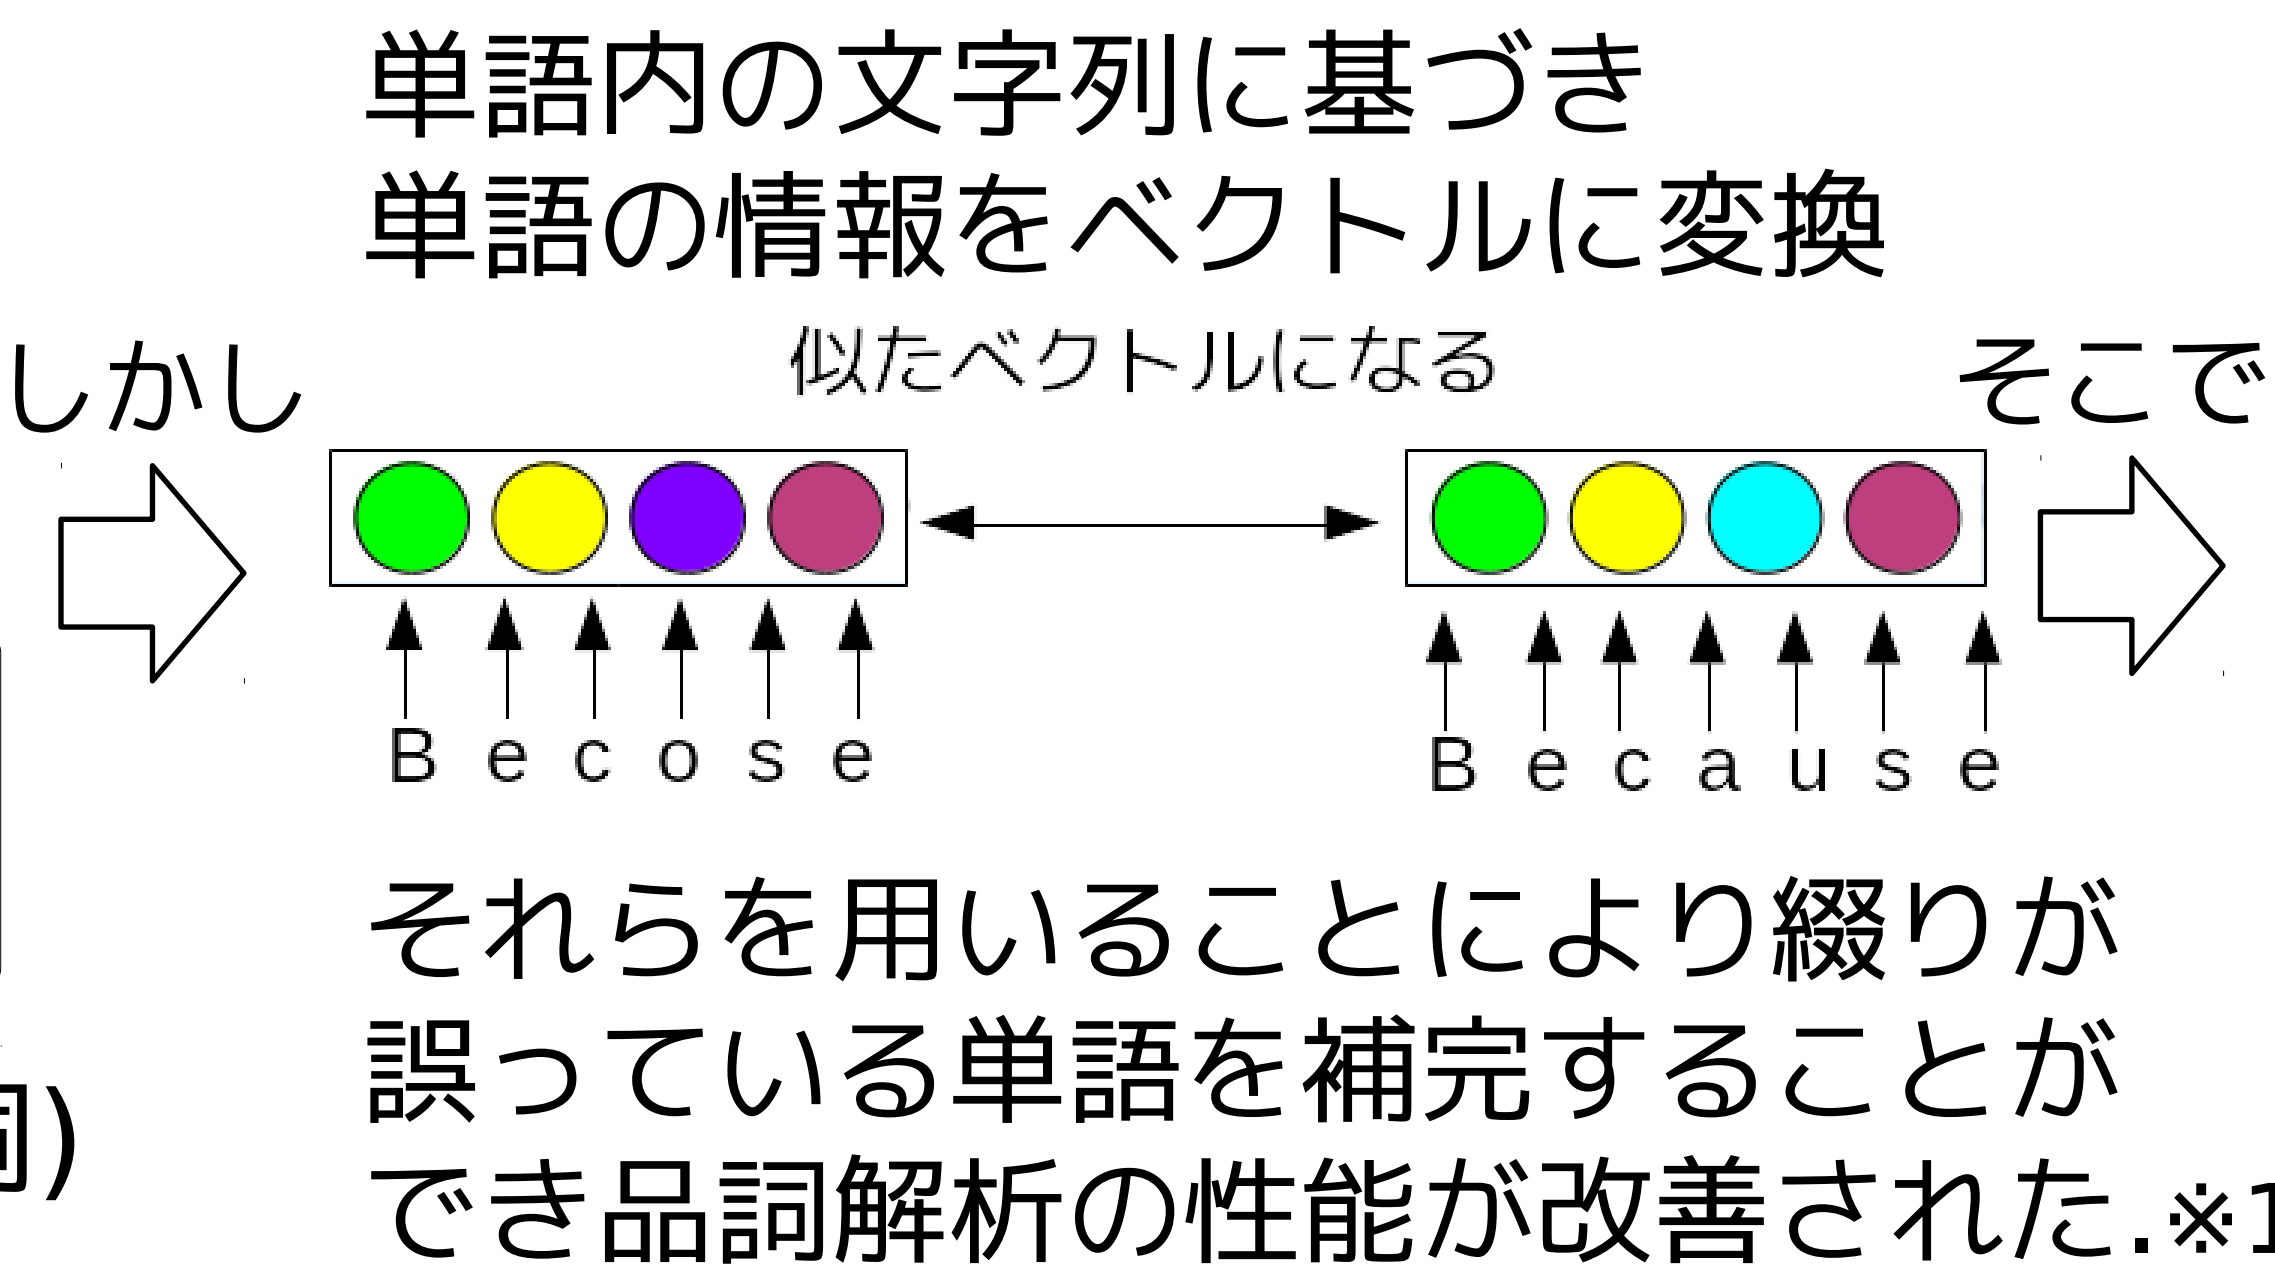 単語内の文字列に基づき
単語の情報をベクトルに変換
似たベクトルになる
しかし
そこで
B e c o s e
B e c a u s e
それらを用いることにより綴りが
誤っている単語を補完することが
詞)
でき品詞解析の性能が改善された.※1